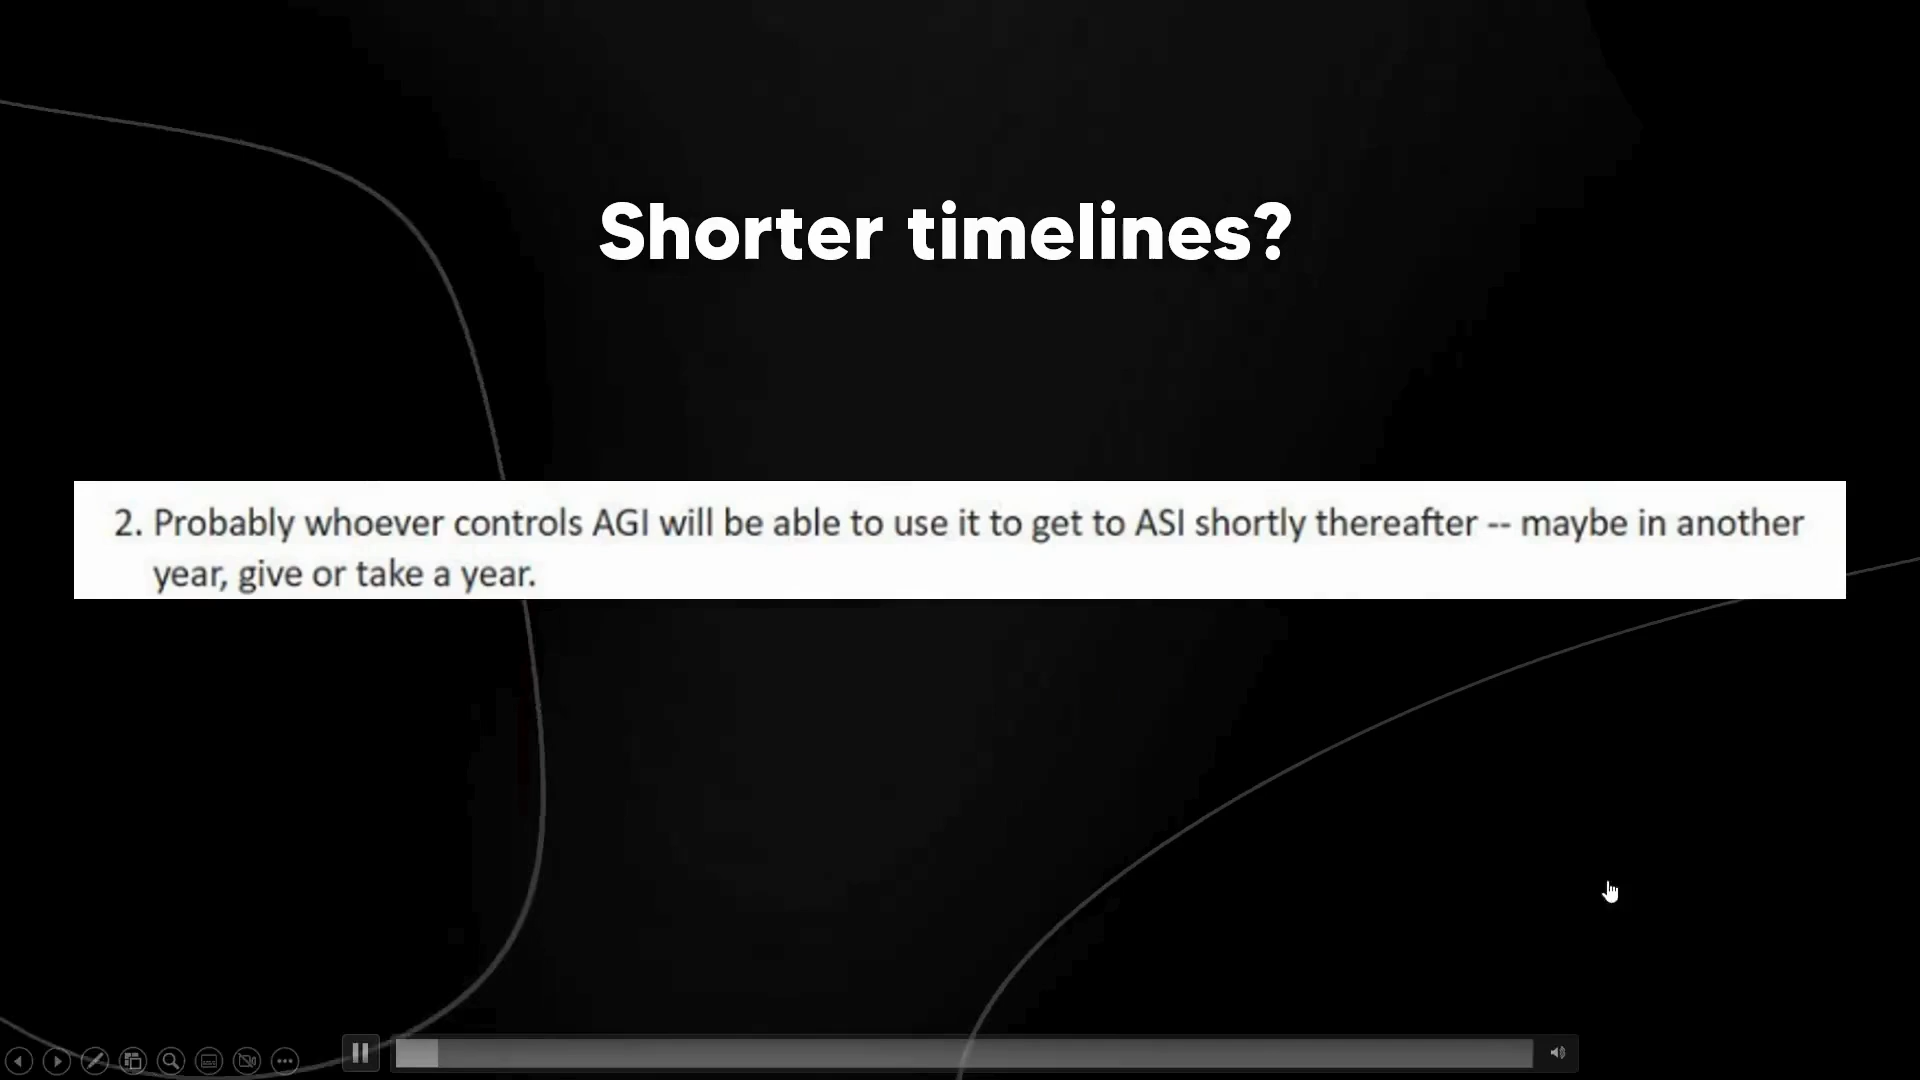 Shorter timelines?
2. Probably whoever controls AGI will be able to use it to get to ASI shortly thereafter -- maybe in another
year, give or take a year.